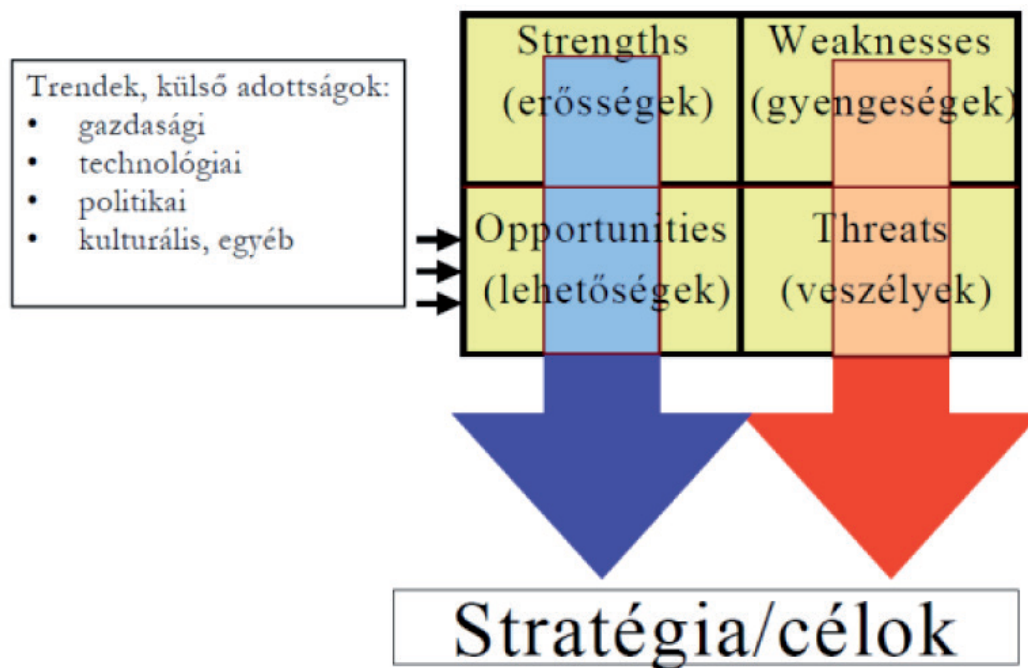 Trendek, külső adottságok:
• gazdasági
• technológiai
• politikai
• kulturális, egyéb
Strengths
(erősségek)
Weaknesses
(gyengeségek)
Opportunities
(lehetőségek)
Threats
(veszélyek)
Stratégia/célok